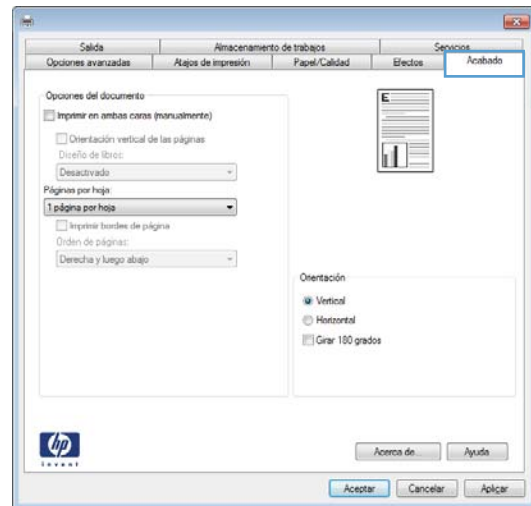 Salida Almacenamiento de trabajos Servicios
Opciones avanzadas Atajos de impresión Papel/Calidad Efectos Acabado
Opciones del documento
Imprimir en ambas caras (manualmente)
Orientación vertical de las páginas
Diseño de libros:
Desactivado
Páginas por hoja:
1 página por hoja
Imprimir bordes de página
Orden de páginas:
Derecha y luego abajo
E
Orientación
Vertical
Horizontal
Girar 180 grados
hp
invent
Acerca de... Ayuda
Aceptar Cancelar Aplicar